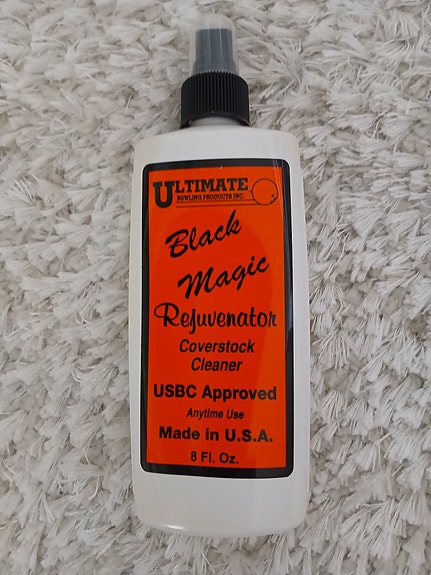 ULTIMATE
BOWLING PRODUCTS INC.
Black
Magic
Rejuvenator
Coverstock
Cleaner
USBC Approved
Anytime Use
Made in U.S.A.
8 Fl. Oz.